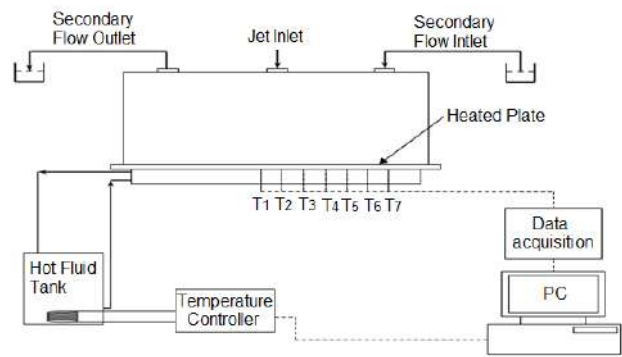 Secondary
Flow Outlet
Jet Inlet
Secondary
Flow Intlet
Heated Plate
T1 T2 T3 T4 T5 T6 T7
Data
acquisition
Hot Fluid
Tank
Temperature
Controller
PC